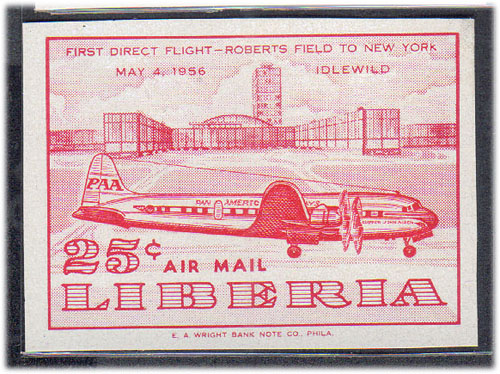 FIRST DIRECT FLIGHT—ROBERTS FIELD TO NEW YORK
MAY 4, 1956 IDLEWILD
PAA
PAN AMERIC
YS
25¢ AIR MAIL
LIBERIA
E. A. WRIGHT BANK NOTE CO., PHILA.